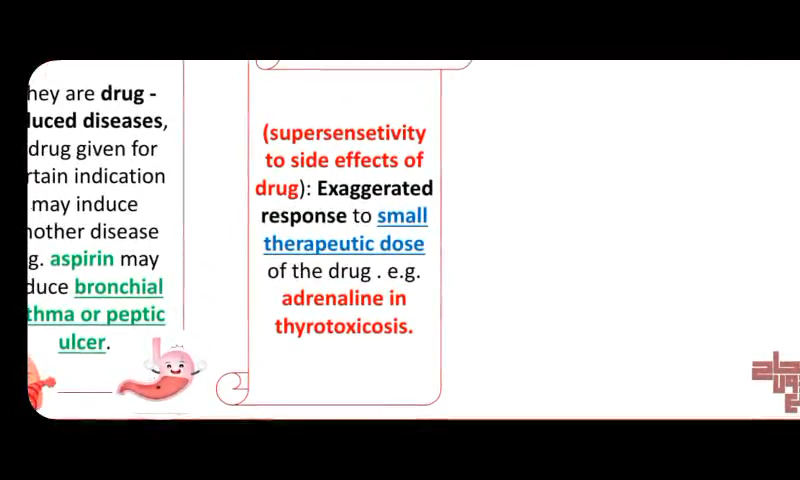 hey are drug -
luced diseases,
drug given for
rtain indication
may induce
nother disease
g. aspirin may
duce bronchial
thma or peptic
ulcer.
(supersensetivity
to side effects of
drug): Exaggerated
response to small
therapeutic dose
of the drug . e.g.
adrenaline in
thyrotoxicosis.